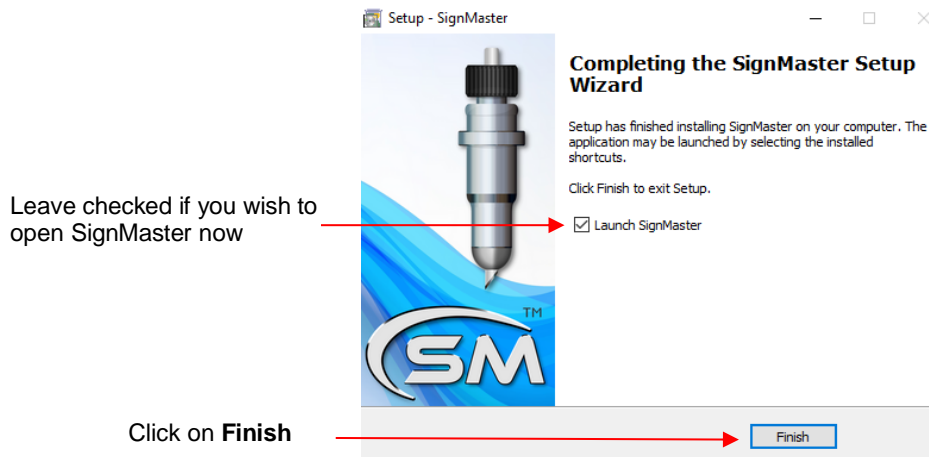 Setup - SignMaster
Completing the SignMaster Setup
Wizard
Setup has finished installing SignMaster on your computer. The
application may be launched by selecting the installed
shortcuts.
Click Finish to exit Setup.
Leave checked if you wish to
open SignMaster now
Launch SignMaster
TM
SM
Click on Finish
Finish